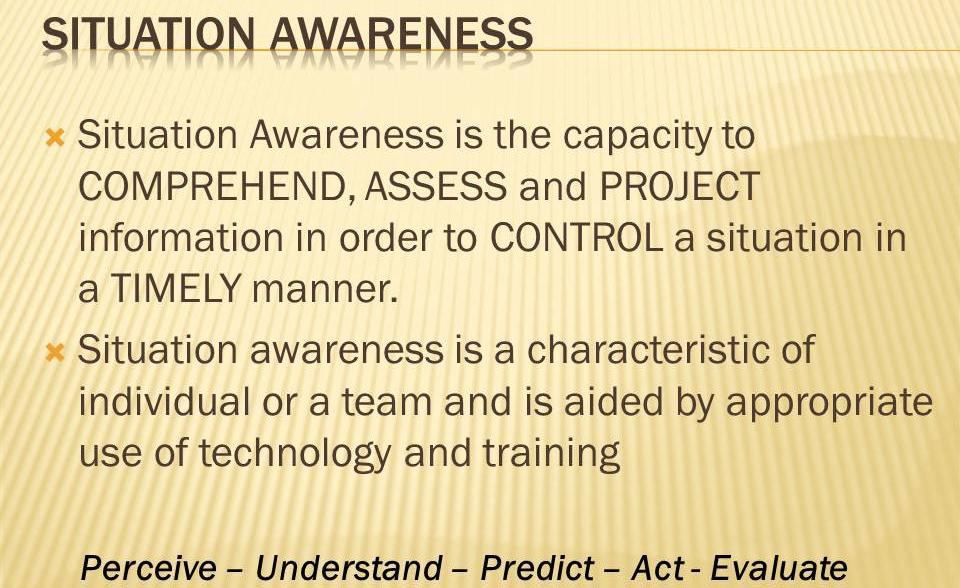 SITUATION AWARENESS
Situation Awareness is the capacity to
COMPREHEND, ASSESS and PROJECT
information in order to CONTROL a situation in
a TIMELY manner.
Situation awareness is a characteristic of
individual or a team and is aided by appropriate
use of technology and training
Perceive – Understand – Predict – Act - Evaluate